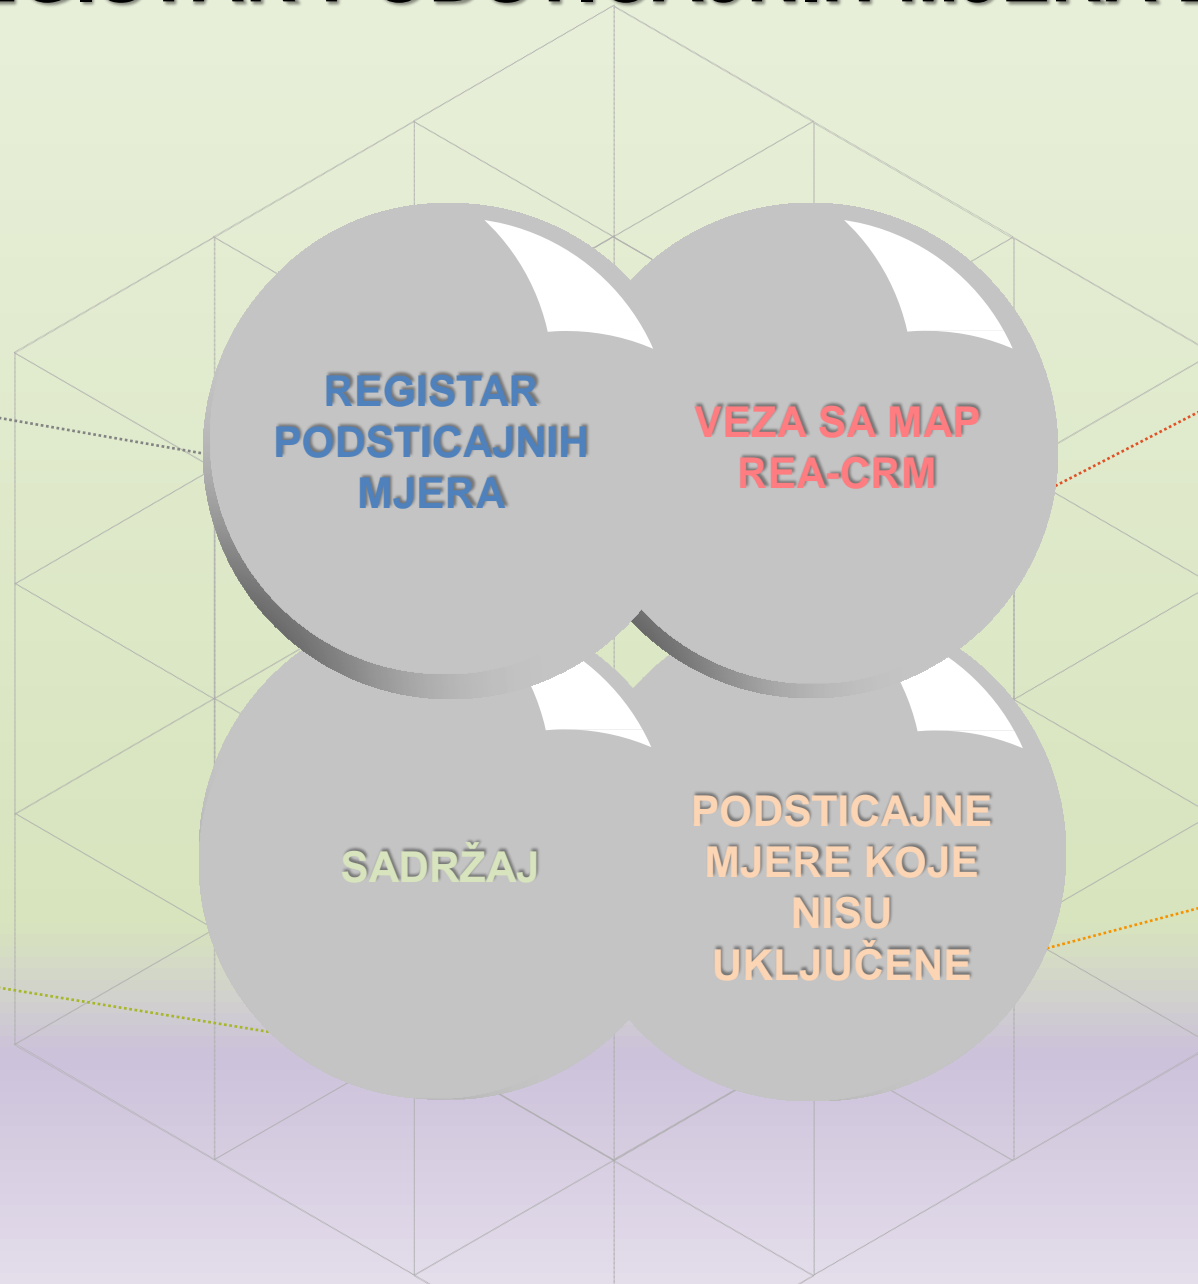 REGISTAR
PODSTICAJNIH
MJERA
VEZA SA MAP
REA-CRM
SADRŽAJ
PODSTICAJNE
MJERE KOJE
NISU
UKLJUČENE